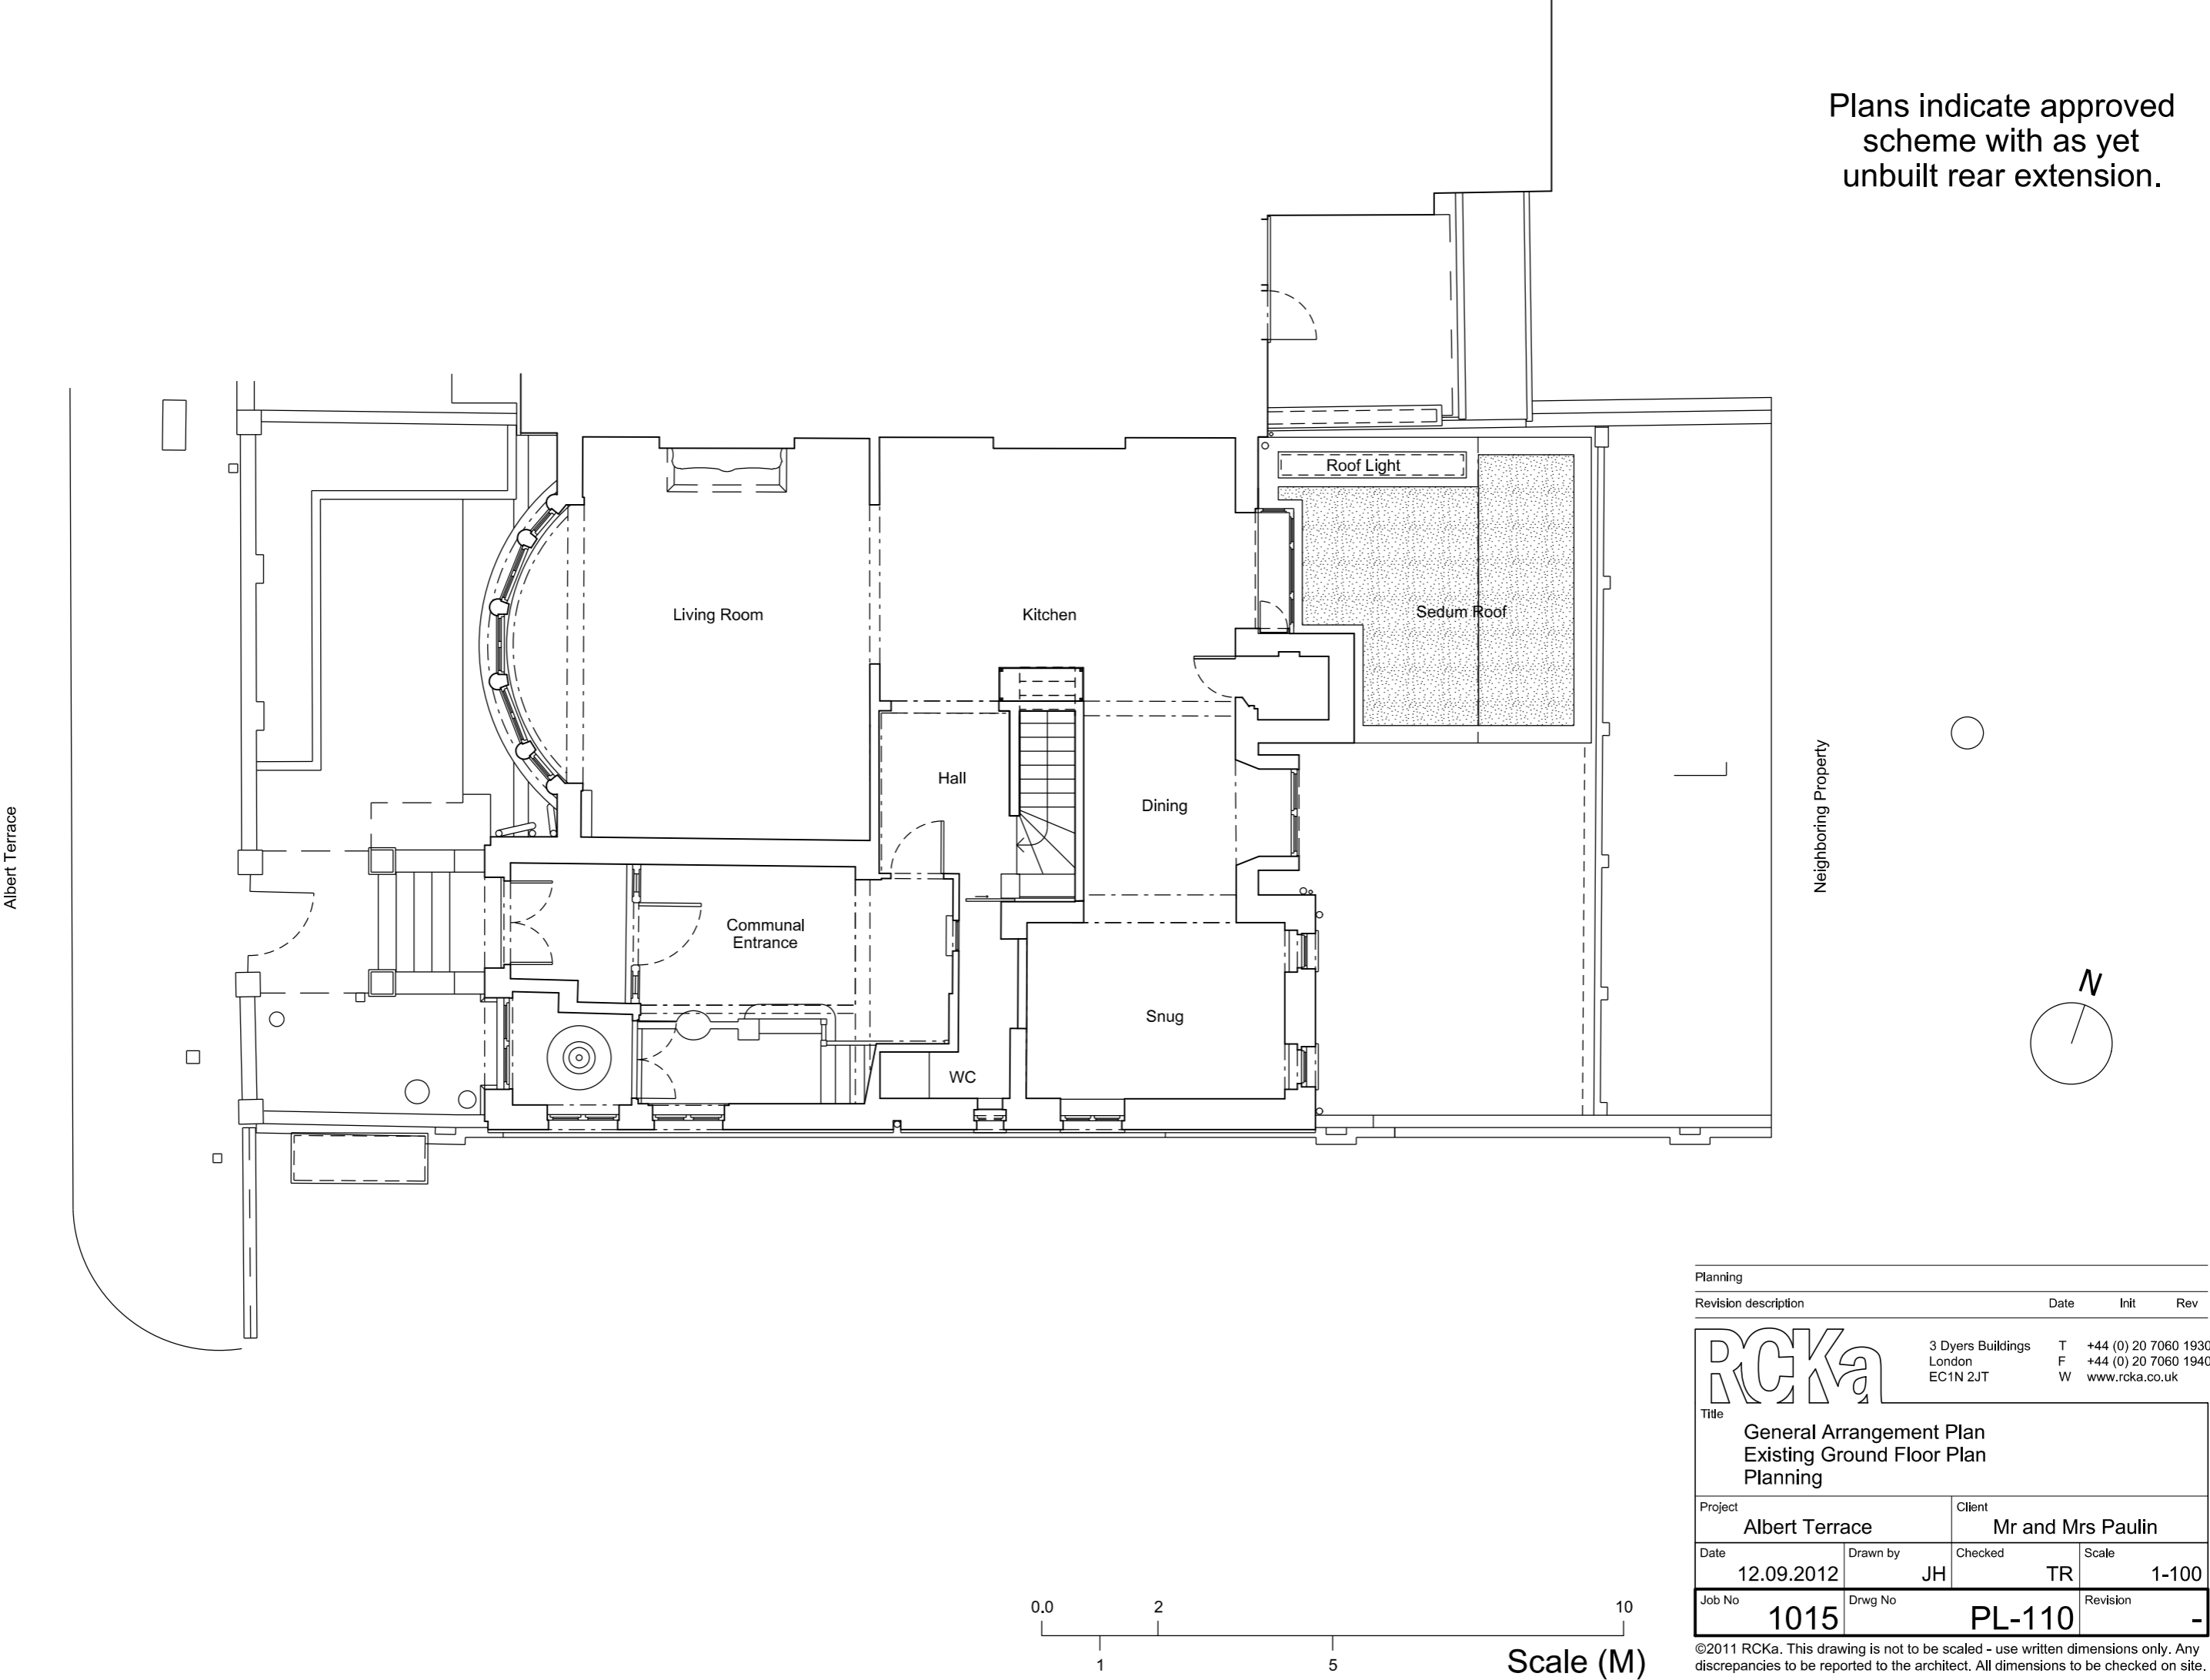 Plans indicate approved
scheme with as yet
unbuilt rear extension.
Roof Light
Living Room
Kitchen
Sedum Roof
Hall
Dining
Albert Terrace
Neighboring Property
Communal
Entrance
Snug
WC
N
Planning
Revision description Date Init Rev
RCKa
3 Dyers Buildings T +44 (0) 20 7060 1930
London F +44 (0) 20 7060 1940
EC1N 2JT W www.rcka.co.uk
Title
General Arrangement Plan
Existing Ground Floor Plan
Planning
Project Client
Albert Terrace Mr and Mrs Paulin
Date Drawn by Checked Scale
12.09.2012 JH TR 1-100
Job No Drwg No Revision
1015 PL-110 -
©2011 RCKa. This drawing is not to be scaled - use written dimensions only. Any
discrepancies to be reported to the architect. All dimensions to be checked on site.
0.0 2 10
1 5
Scale (M)